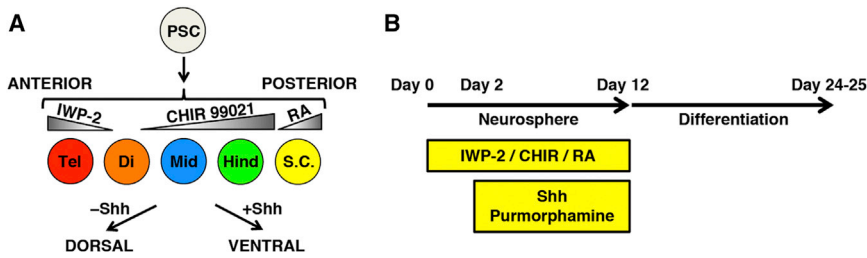 A
PSC
ANTERIOR
POSTERIOR
IWP-2
CHIR 99021
RA
Tel
Di
Mid
Hind
S.C.
–Shh
+Shh
DORSAL
VENTRAL
B
Day 0
Day 2
Day 12
Day 24-25
Neurosphere
Differentiation
IWP-2 / CHIR / RA
Shh
Purmorphamine